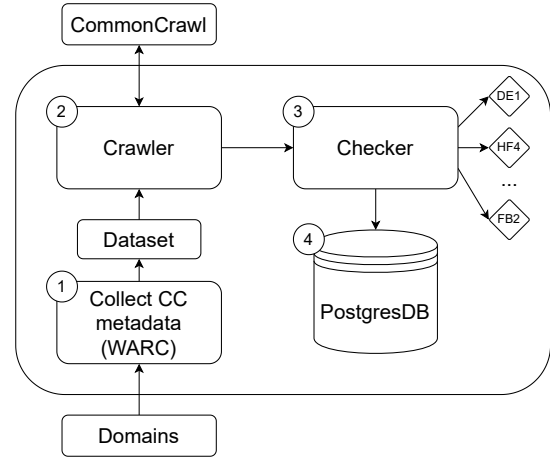 CommonCrawl
2
Crawler
3
Checker
DE1
HF4
...
FB2
Dataset
4
PostgresDB
1
Collect CC
metadata
(WARC)
Domains